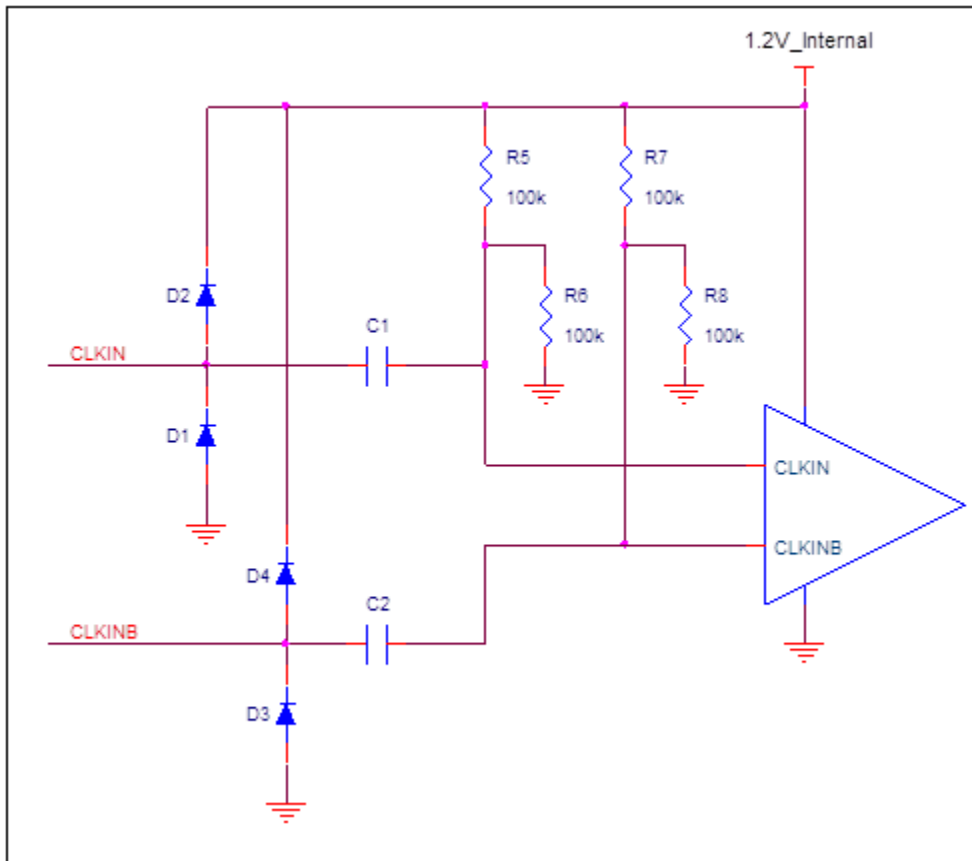 1.2V_Internal
R5
100k
R7
100k
D2
R6
100k
R8
100k
C1
CLKIN
D1
CLKIN
CLKINB
D4
C2
CLKINB
D3